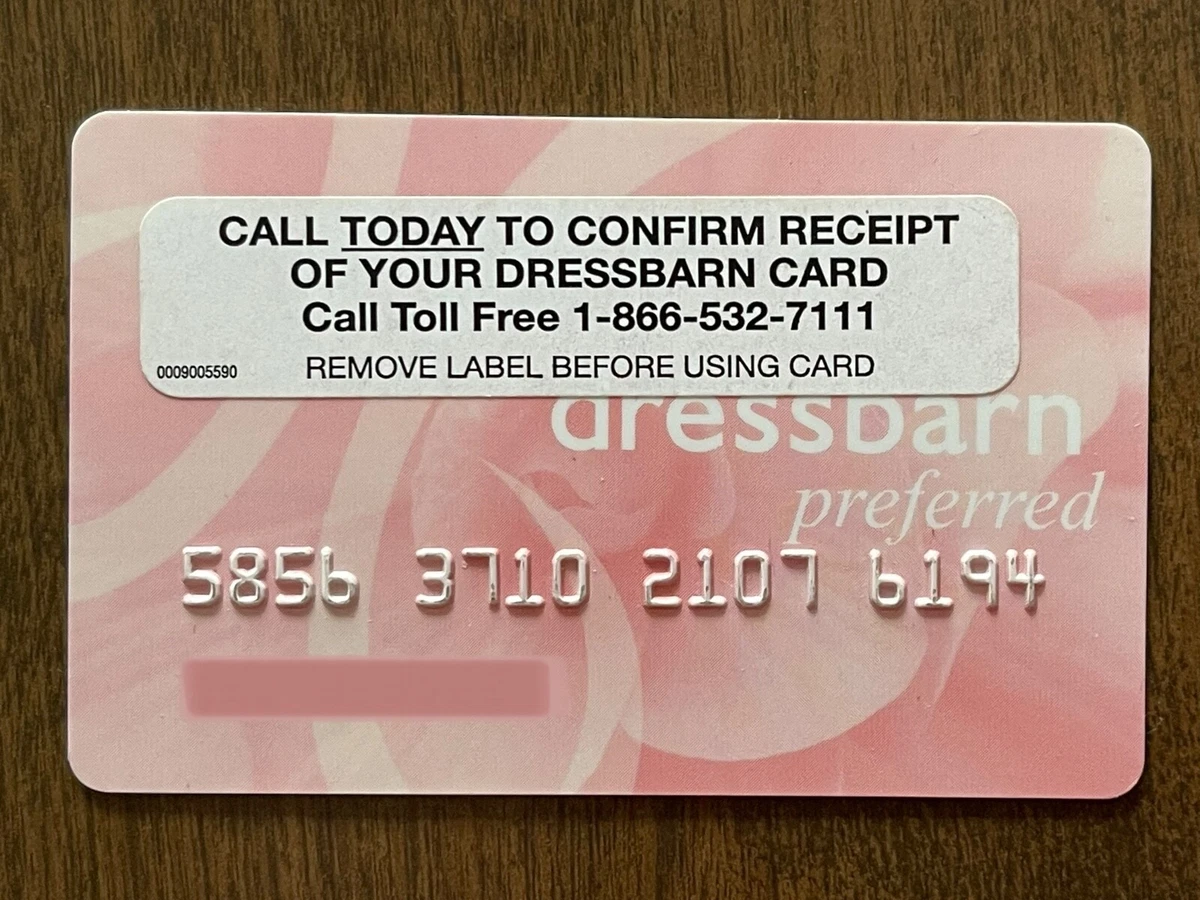 CALL TODAY TO CONFIRM RECEIPT
OF YOUR DRESSBARN CARD
Call Toll Free 1-866-532-7111
0009005590 REMOVE LABEL BEFORE USING CARD
dressbarn
preferred
5856 3710 2107 6194